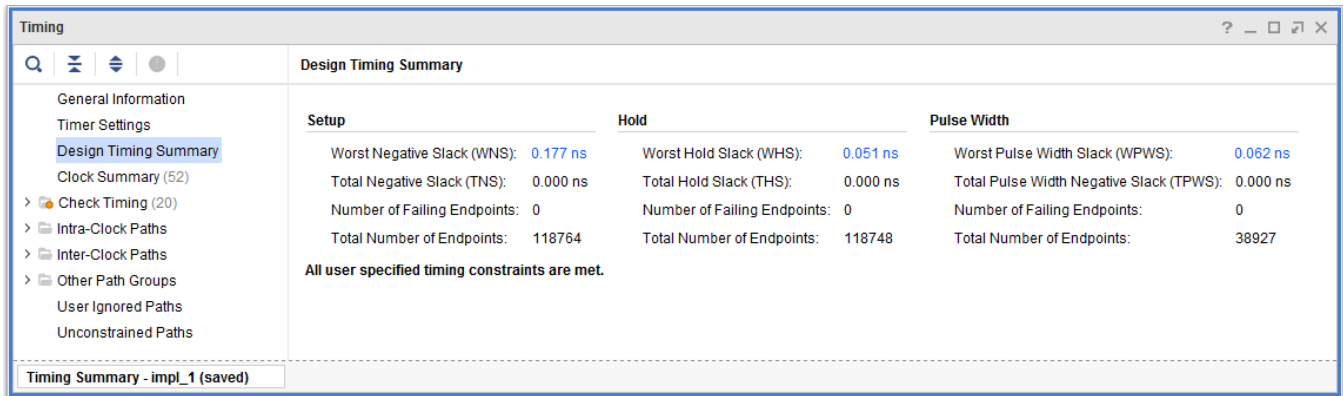 Timing
Design Timing Summary
General Information
Timer Settings
Design Timing Summary
Clock Summary (52)
Check Timing (20)
Intra-Clock Paths
Inter-Clock Paths
Other Path Groups
User Ignored Paths
Unconstrained Paths
Setup
Worst Negative Slack (WNS): 0.177 ns
Total Negative Slack (TNS): 0.000 ns
Number of Failing Endpoints: 0
Total Number of Endpoints: 118764
Hold
Worst Hold Slack (WHS): 0.051 ns
Total Hold Slack (THS): 0.000 ns
Number of Failing Endpoints: 0
Total Number of Endpoints: 118748
Pulse Width
Worst Pulse Width Slack (WPWS): 0.062 ns
Total Pulse Width Negative Slack (TPWS): 0.000 ns
Number of Failing Endpoints: 0
Total Number of Endpoints: 38927
All user specified timing constraints are met.
Timing Summary - impl_1 (saved)